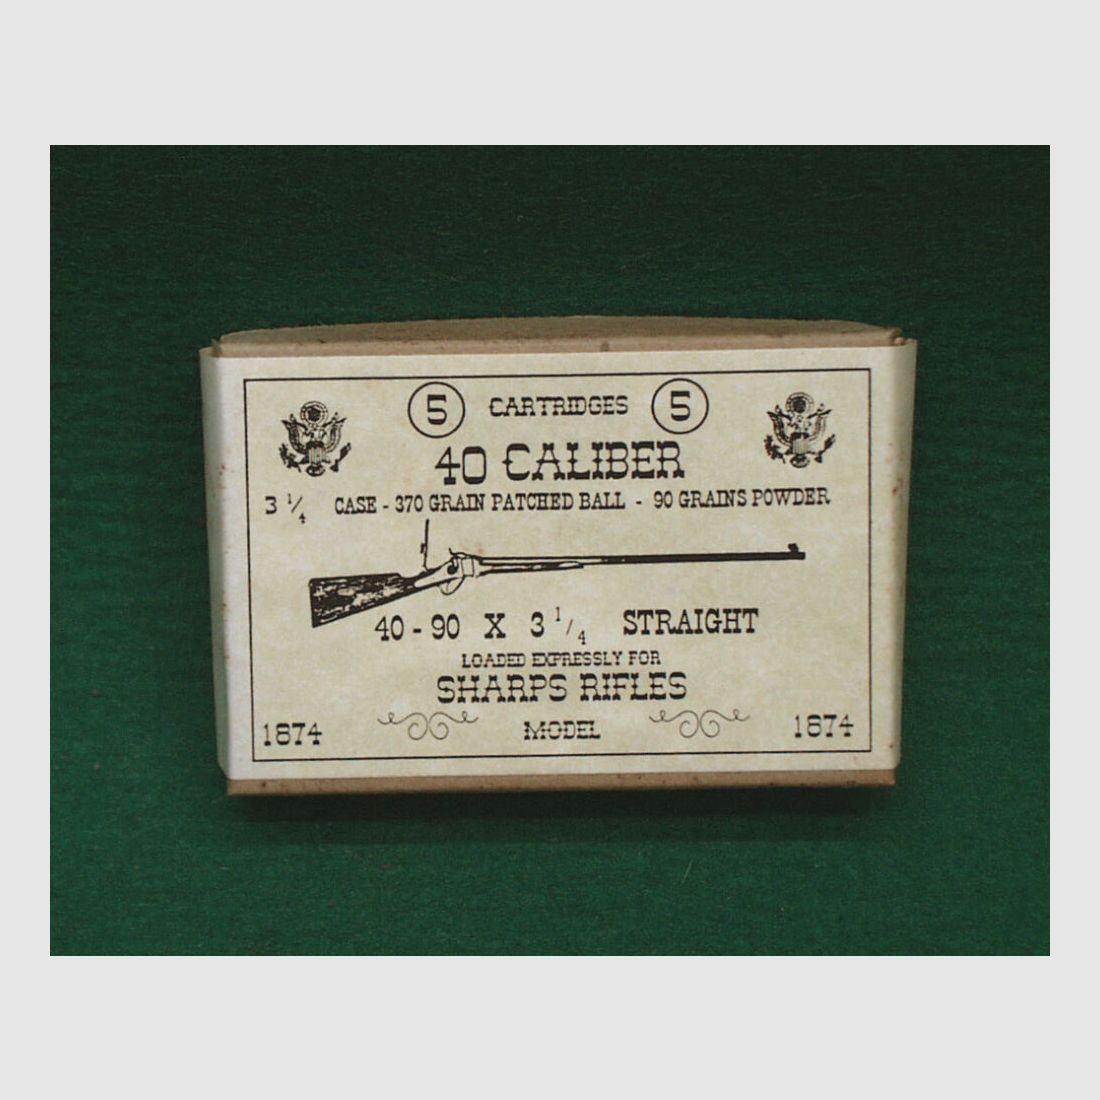 5 CARTRIDGES 5
40 CALIBER
3 1/4 CASE - 370 GRAIN PATCHED BALL - 90 GRAINS POWDER
40 - 90 X 3 1/4 STRAIGHT
LOADED EXPRESSLY FOR
SHARPS RIFLES
1874 MODEL 1874